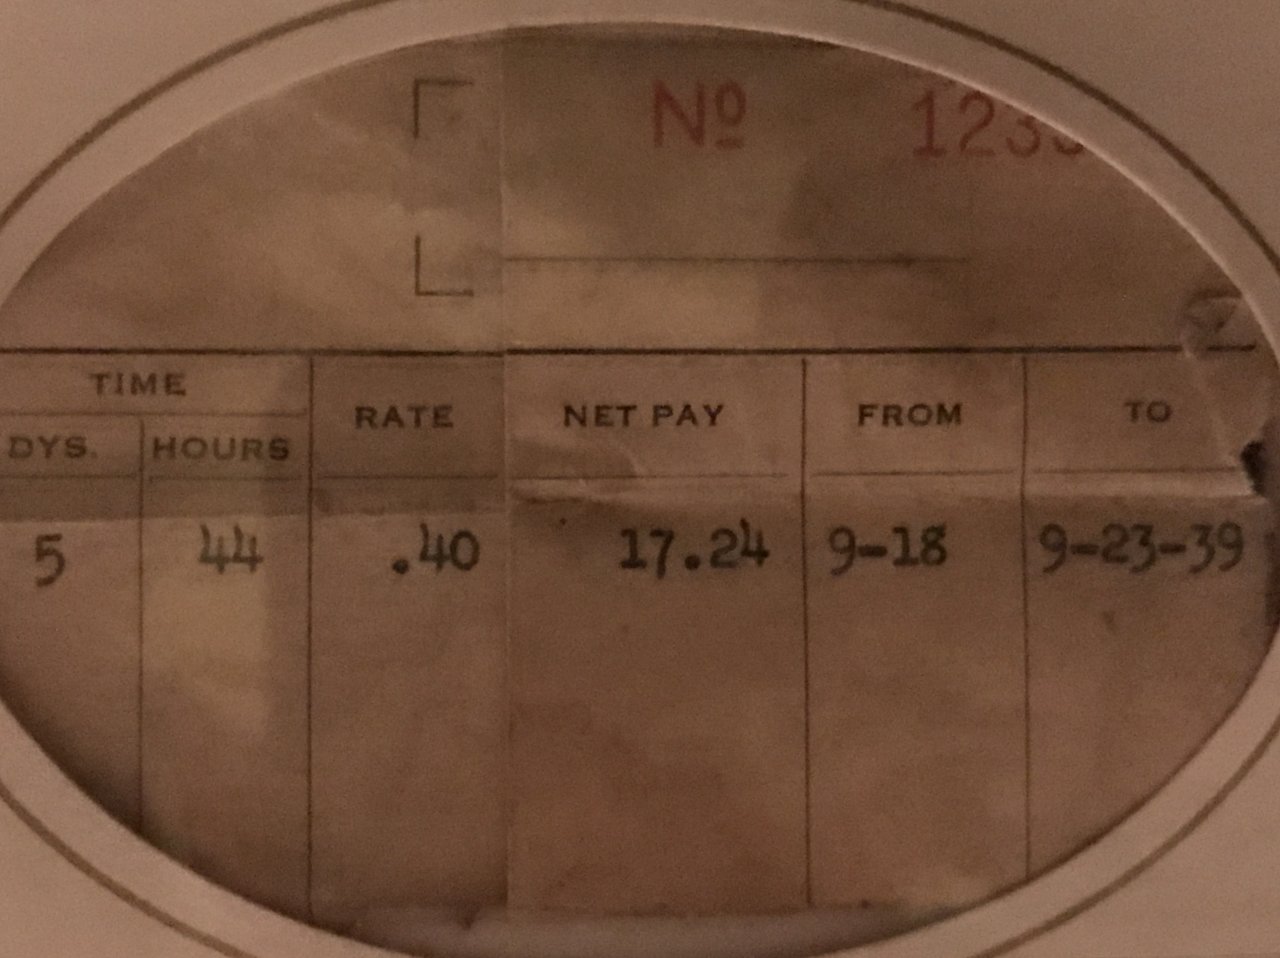 Nº 123
TIME
RATE NET PAY FROM TO
DYS. HOURS
5 44 .40 17.24 9-18 9-23-39